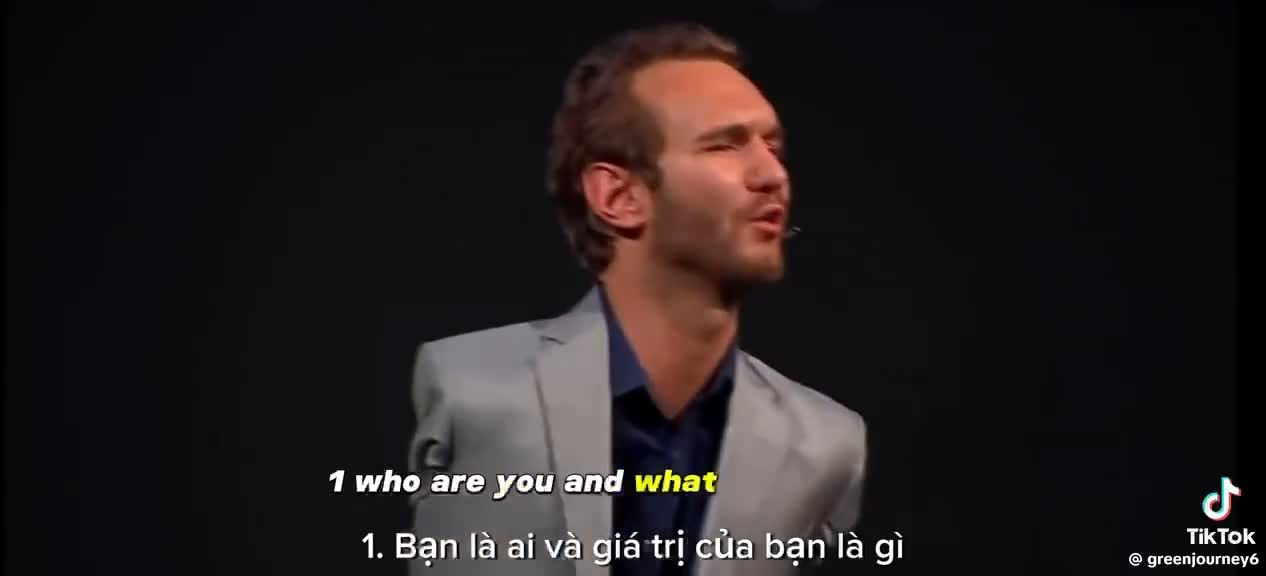 1 who are you and what
1. Bạn là ai và giá trị của bạn là gì
TikTok
@ greenjourney6